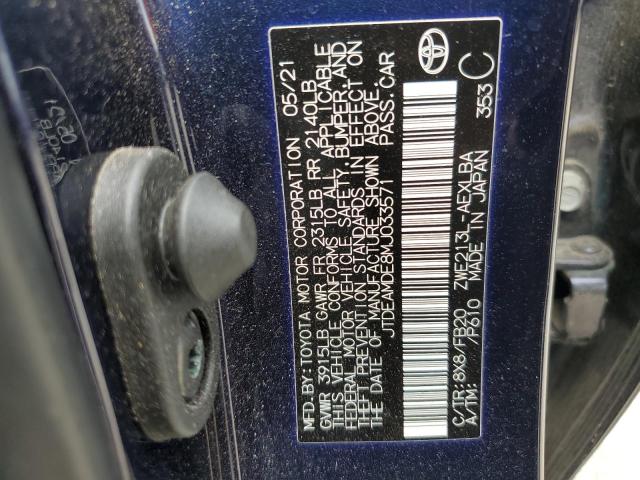 MFD.BY:TOYOTA MOTOR CORPORATION 05/21
GVWR 3915LB GAWR FR 2315LB RR 2140LB
THIS VEHICLE CONFORMS TO ALL APPLICABLE
FEDERAL MOTOR VEHICLE SAFETY, BUMPER, AND
THEFT PREVENTION STANDARDS IN EFFECT ON
THE DATE OF MANUFACTURE SHOWN ABOVE.
JTDEAMDE8MJ033571 PASS.CAR
C/TR:8X8/FB20 ZWE213L-AEXLBA
A/TM: /P610 MADE IN JAPAN 353
C